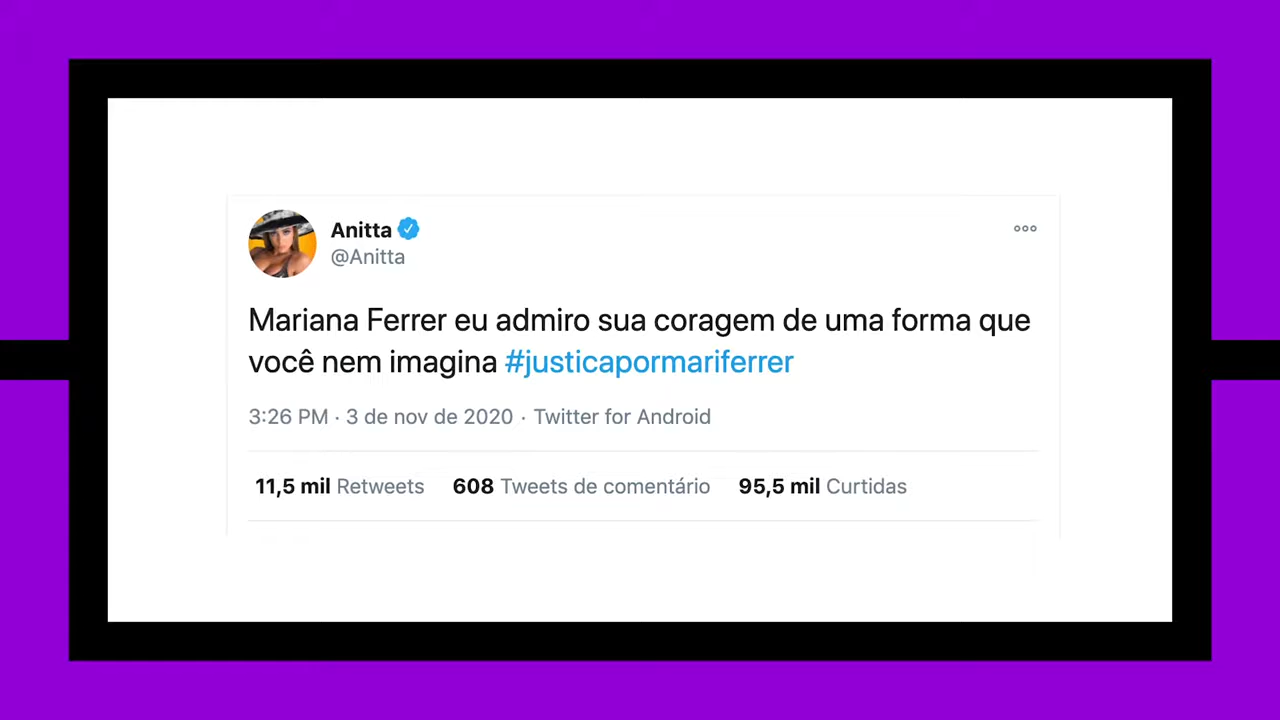 Anitta
@Anitta
Mariana Ferrer eu admiro sua coragem de uma forma que
você nem imagina #justicapormariferrer
3:26 PM · 3 de nov de 2020 · Twitter for Android
11,5 mil Retweets 608 Tweets de comentário 95,5 mil Curtidas